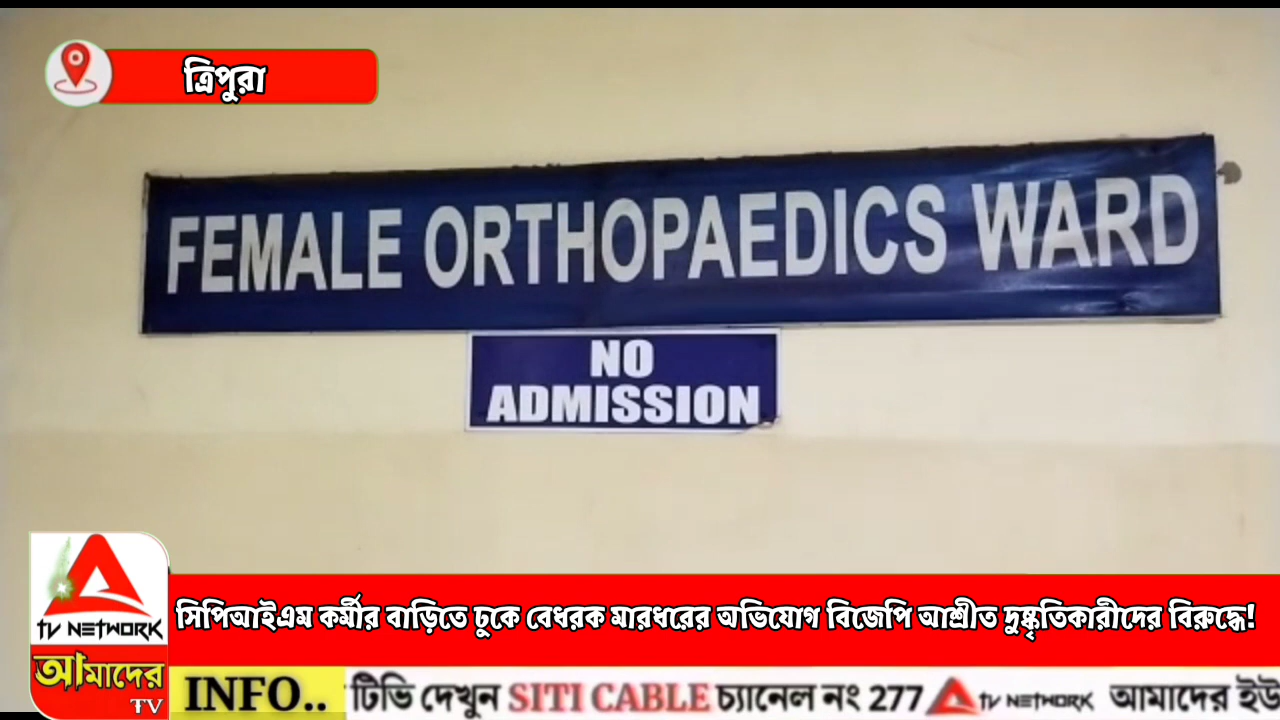 ত্রিপুরা
FEMALE ORTHOPAEDICS WARD
NO
ADMISSION
TV NETWORK
সিপিআইএম কর্মীর বাড়িতে ঢুকে বেধরক মারধরের অভিযোগ বিজেপি আশ্রীত দুষ্কৃতিকারীদের বিরুদ্ধে!
আমাদের
TV
INFO.. টিভি দেখুন SITI CABLE চ্যানেল নং 277 TV NETWORK আমাদের ইউ